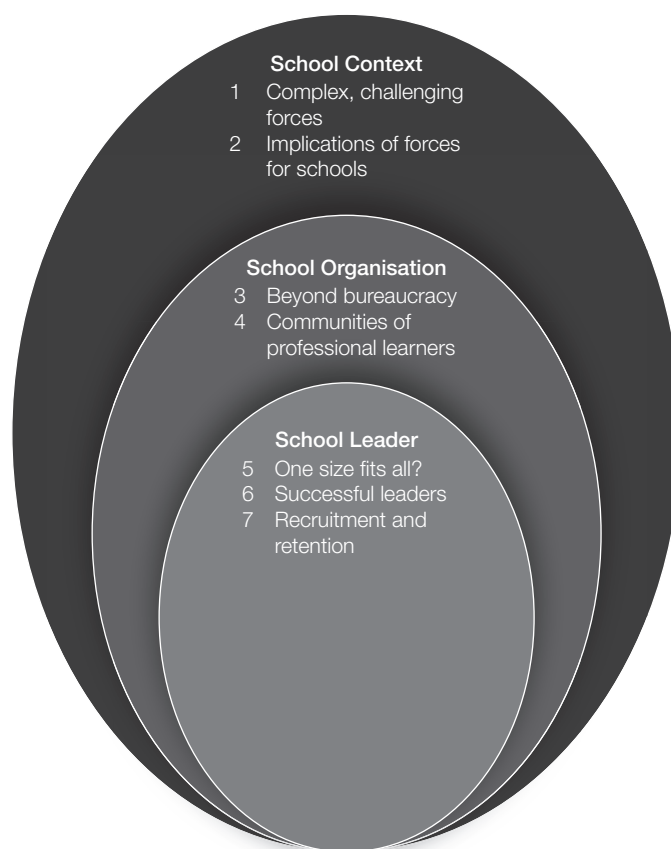 School Context
1 Complex, challenging
forces
2 Implications of forces
for schools
School Organisation
3 Beyond bureaucracy
4 Communities of
professional learners
School Leader
5 One size fits all?
6 Successful leaders
7 Recruitment and
retention